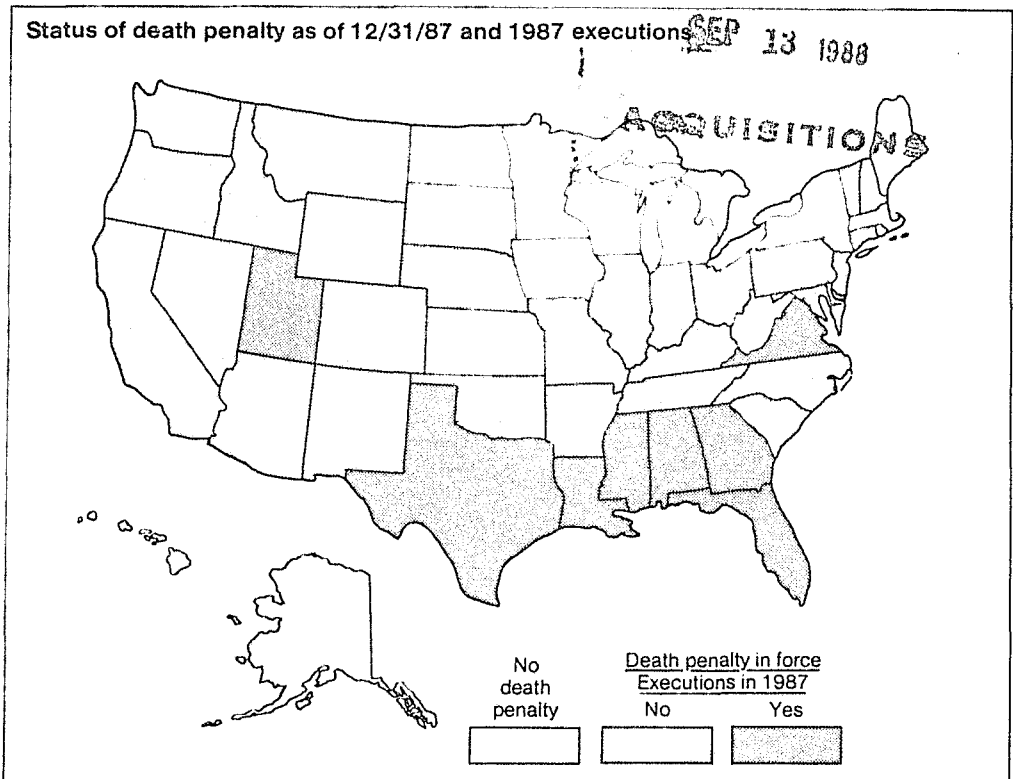 Status of death penalty as of 12/31/87 and 1987 executions
SEP 13 1988
ACQUISITIONS
No
death
penalty
Death penalty in force
Executions in 1987
No
Yes